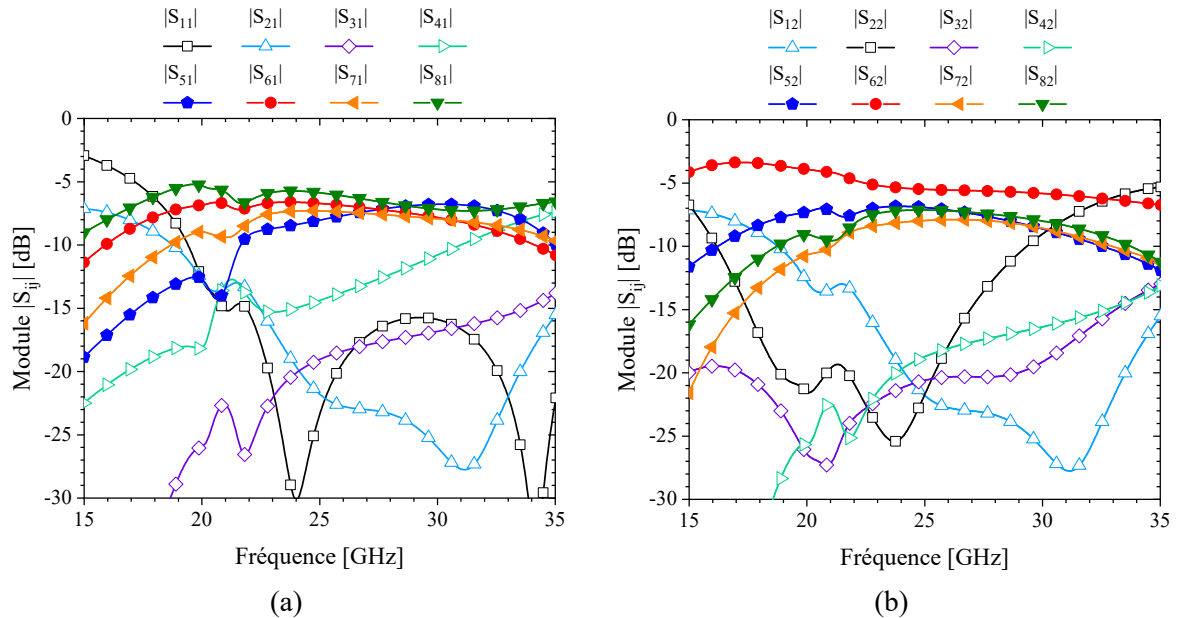 |S11| |S21| |S31| |S41|
|S51| |S61| |S71| |S81|
0
-5
-10
-15
-20
-25
-30
15 20 25 30 35
Module |Sij| [dB]
Fréquence [GHz]
(a)
|S12| |S22| |S32| |S42|
|S52| |S62| |S72| |S82|
0
-5
-10
-15
-20
-25
-30
15 20 25 30 35
Module |Sij| [dB]
Fréquence [GHz]
(b)